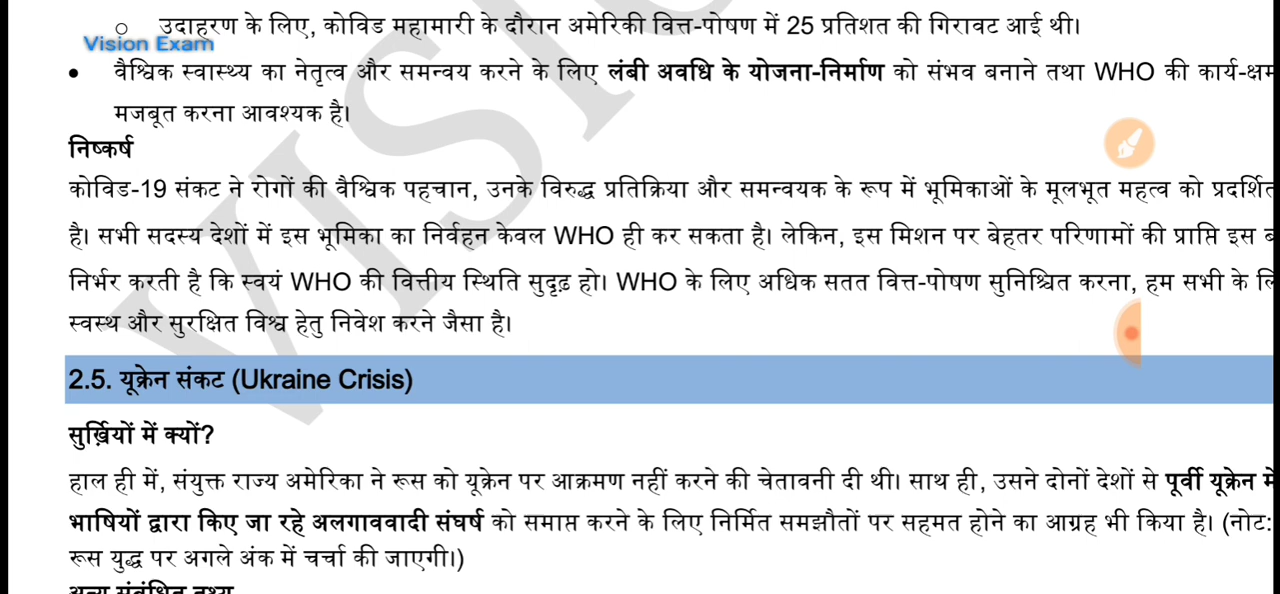 ○ उदाहरण के लिए, कोविड महामारी के दौरान अमेरिकी वित्त-पोषण में 25 प्रतिशत की गिरावट आई थी।
Vision Exam
• वैश्विक स्वास्थ्य का नेतृत्व और समन्वय करने के लिए लंबी अवधि के योजना-निर्माण को संभव बनाने तथा WHO की
मजबूत करना आवश्यक है।
निष्कर्ष
कोविड-19 संकट ने रोगों की वैश्विक पहचान, उनके विरुद्ध प्रतिक्रिया और समन्वयक के रूप में भूमिकाओं के मूलभूत महत्व को
है। सभी सदस्य देशों में इस भूमिका का निर्वहन केवल WHO ही कर सकता है। लेकिन, इस मिशन पर बेहतर परिणामों की प्राप्ति इस
निर्भर करती है कि स्वयं WHO की वित्तीय स्थिति सुदृढ़ हो। WHO के लिए अधिक सतत वित्त-पोषण सुनिश्चित करना, हम सभी के
स्वस्थ और सुरक्षित विश्व हेतु निवेश करने जैसा है।
2.5. यूक्रेन संकट (Ukraine Crisis)
सुर्ख़ियों में क्यों?
हाल ही में, संयुक्त राज्य अमेरिका ने रूस को यूक्रेन पर आक्रमण नहीं करने की चेतावनी दी थी। साथ ही, उसने दोनों देशों से पूर्वी यूक्रेन में
भाषियों द्वारा किए जा रहे अलगाववादी संघर्ष को समाप्त करने के लिए निर्मित समझौतों पर सहमत होने का आग्रह भी किया है। (नोट:
रूस युद्ध पर अगले अंक में चर्चा की जाएगी।)